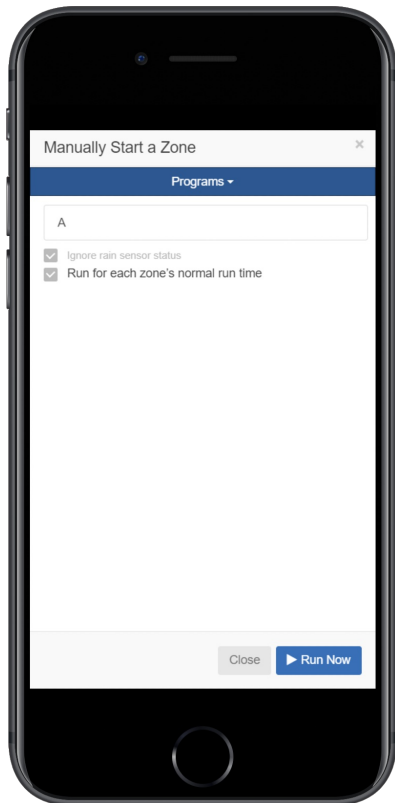 Manually Start a Zone ×
Programs
A
Ignore rain sensor status
Run for each zone's normal run time
Close Run Now